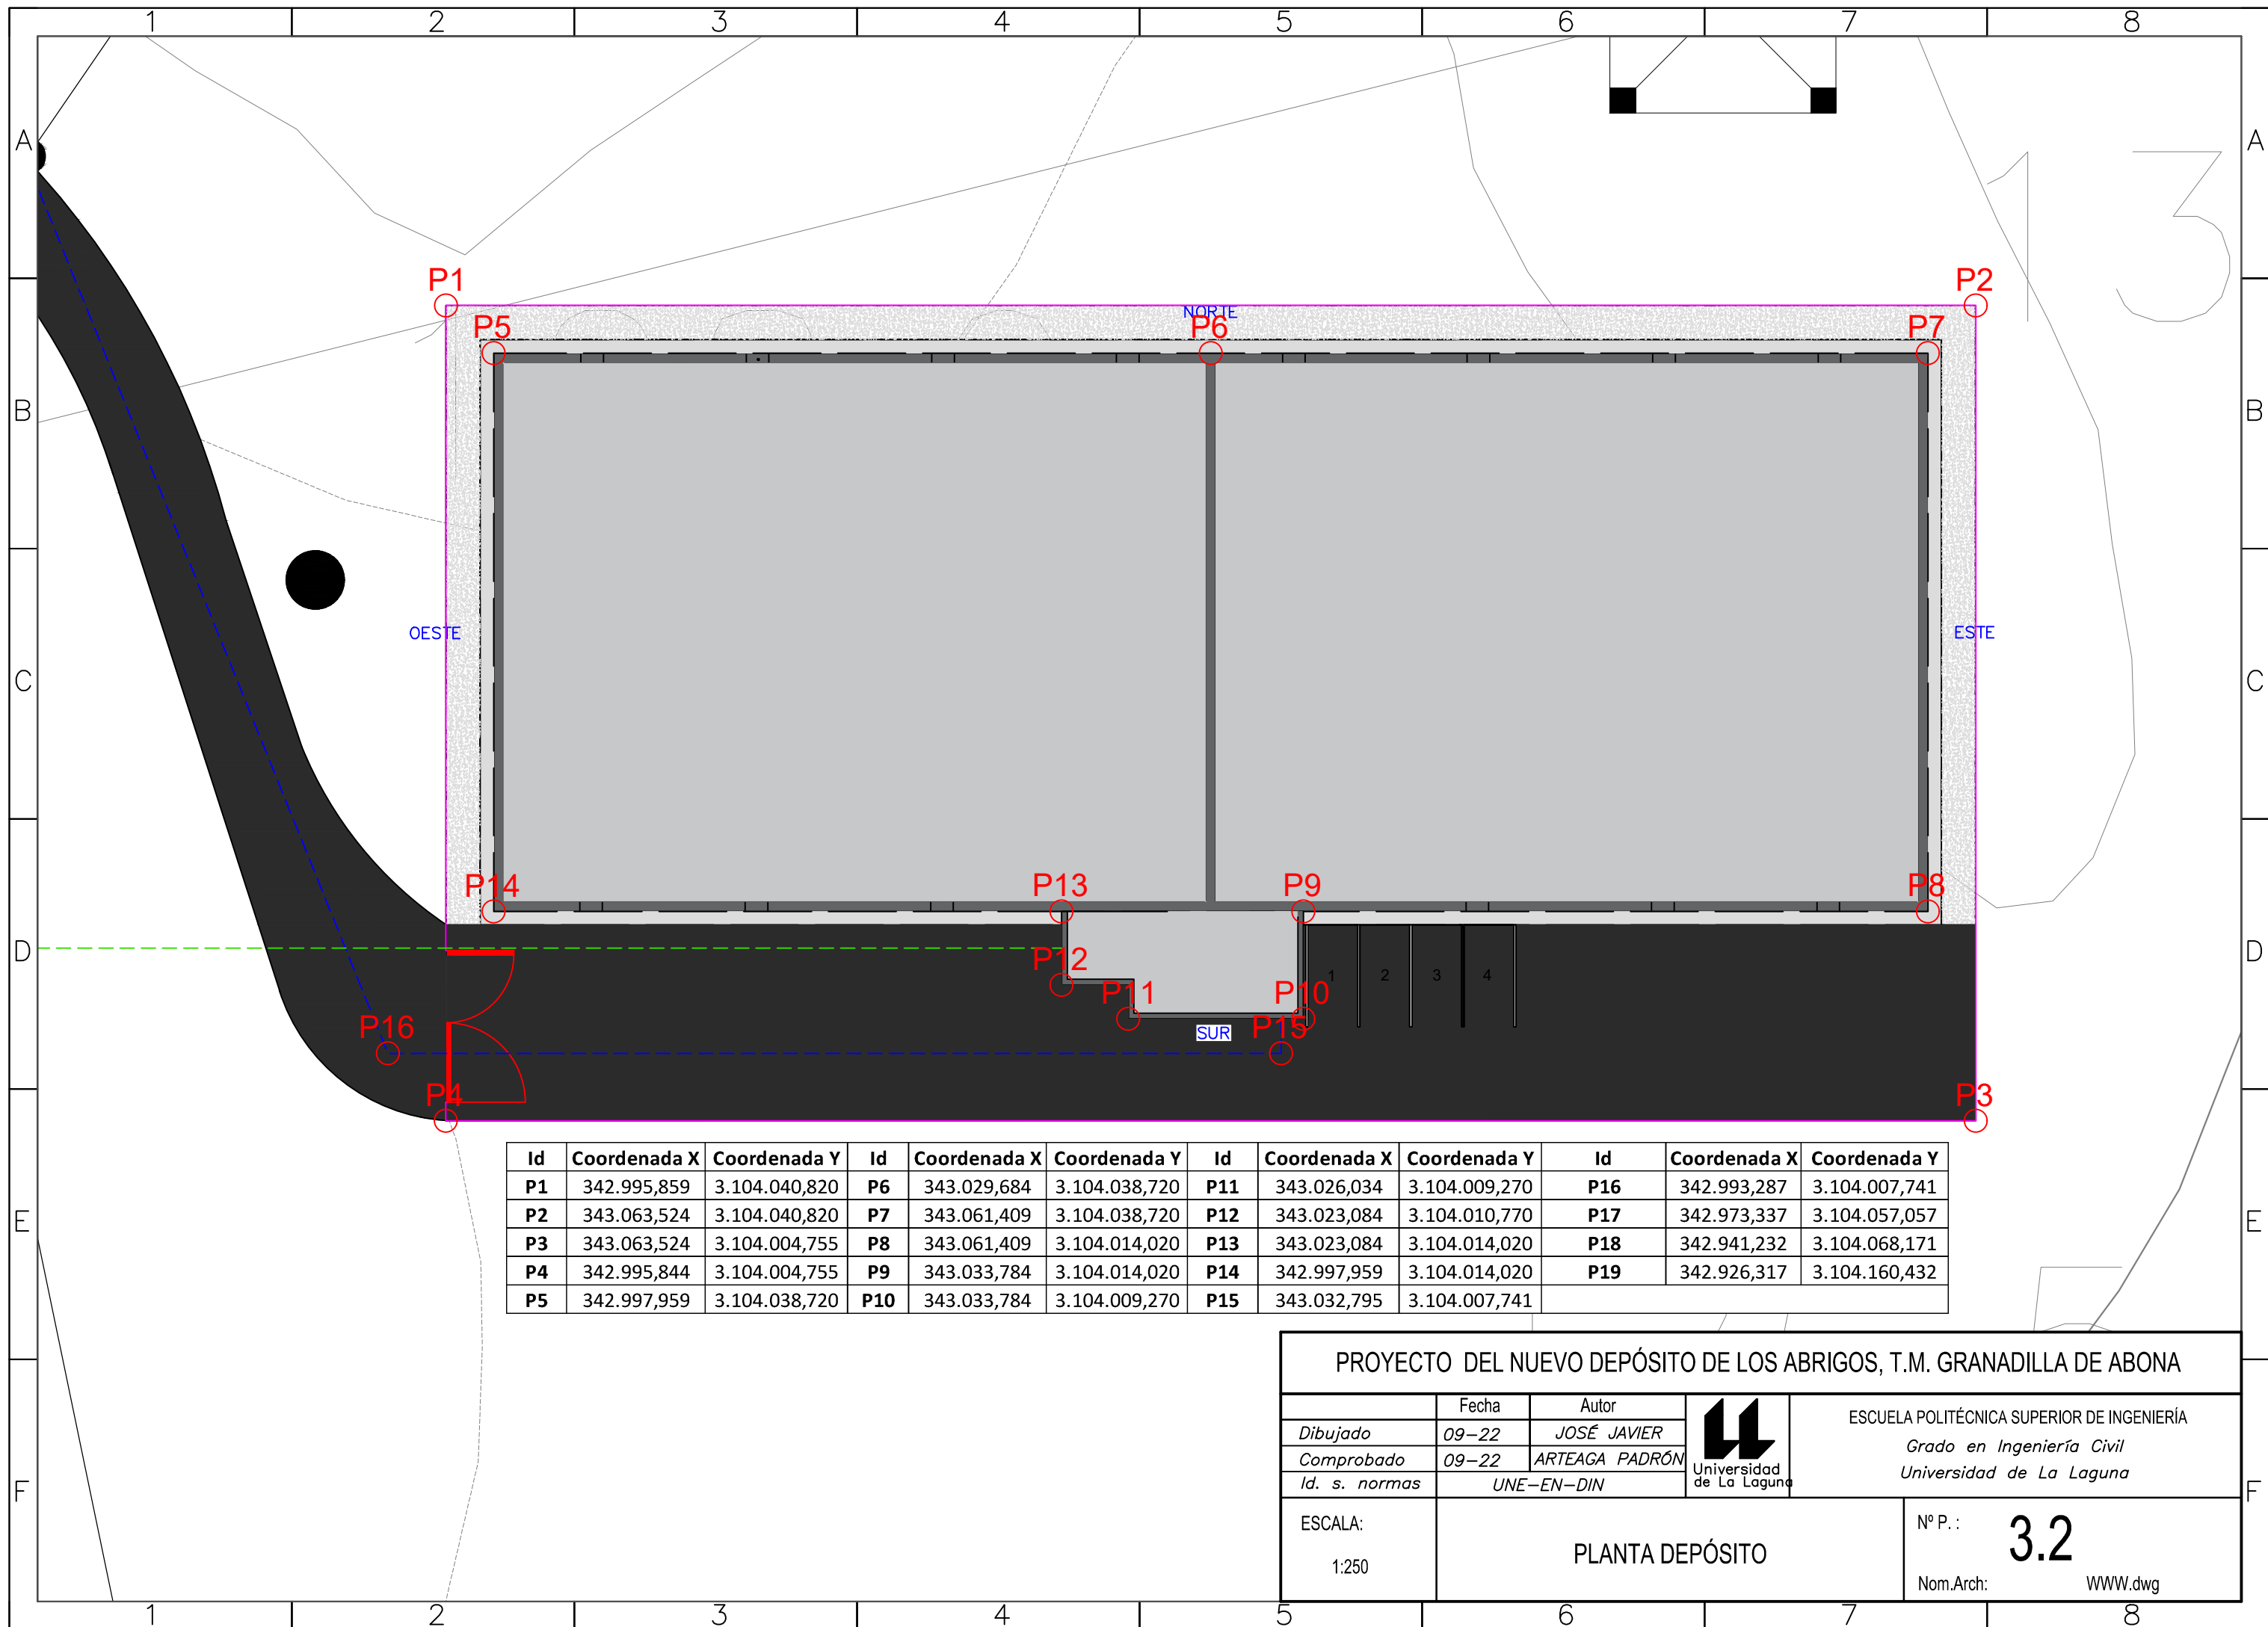 1 2 3 4 5 6 7 8
A A
13
P1 P2
NORTE
P5 P6 P7
B B
OESTE ESTE
C C
P14 P13 P9 P8
D D
P12
1 2 3 4
P11 P10
P16 SUR P15
P4 P3
Id Coordenada X Coordenada Y Id Coordenada X Coordenada Y Id Coordenada X Coordenada Y Id Coordenada X Coordenada Y
P1 342.995,859 3.104.040,820 P6 343.029,684 3.104.038,720 P11 343.026,034 3.104.009,270 P16 342.993,287 3.104.007,741
P2 343.063,524 3.104.040,820 P7 343.061,409 3.104.038,720 P12 343.023,084 3.104.010,770 P17 342.973,337 3.104.057,057
P3 343.063,524 3.104.004,755 P8 343.061,409 3.104.014,020 P13 343.023,084 3.104.014,020 P18 342.941,232 3.104.068,171
P4 342.995,844 3.104.004,755 P9 343.033,784 3.104.014,020 P14 342.997,959 3.104.014,020 P19 342.926,317 3.104.160,432
P5 342.997,959 3.104.038,720 P10 343.033,784 3.104.009,270 P15 343.032,795 3.104.007,741
E E
PROYECTO DEL NUEVO DEPÓSITO DE LOS ABRIGOS, T.M. GRANADILLA DE ABONA
Fecha Autor
Dibujado 09-22 JOSÉ JAVIER
Comprobado 09-22 ARTEAGA PADRÓN
Id. s. normas UNE-EN-DIN
Universidad
de La Laguna
ESCUELA POLITÉCNICA SUPERIOR DE INGENIERÍA
Grado en Ingeniería Civil
Universidad de La Laguna
F F
ESCALA:
1:250
PLANTA DEPÓSITO
Nº P. : 3.2
Nom.Arch: WWW.dwg
1 2 3 4 5 6 7 8